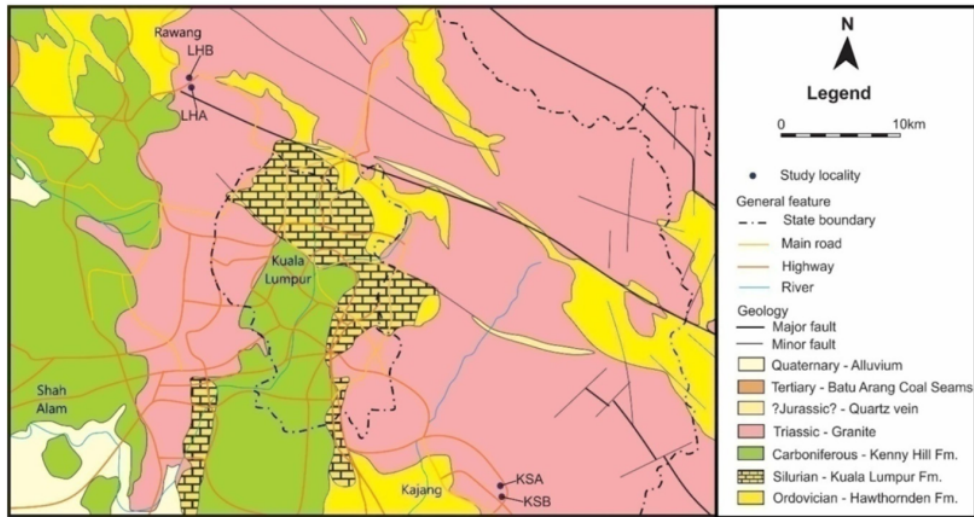 Rawang
LHB
LHA
Kuala
Lumpur
Shah
Alam
Kajang
KSA
KSB
N
Legend
0 10km
Study locality
General feature
State boundary
Main road
Highway
River
Geology
Major fault
Minor fault
Quaternary - Alluvium
Tertiary - Batu Arang Coal Seams
?Jurassic? - Quartz vein
Triassic - Granite
Carboniferous - Kenny Hill Fm.
Silurian - Kuala Lumpur Fm.
Ordovician - Hawthornden Fm.